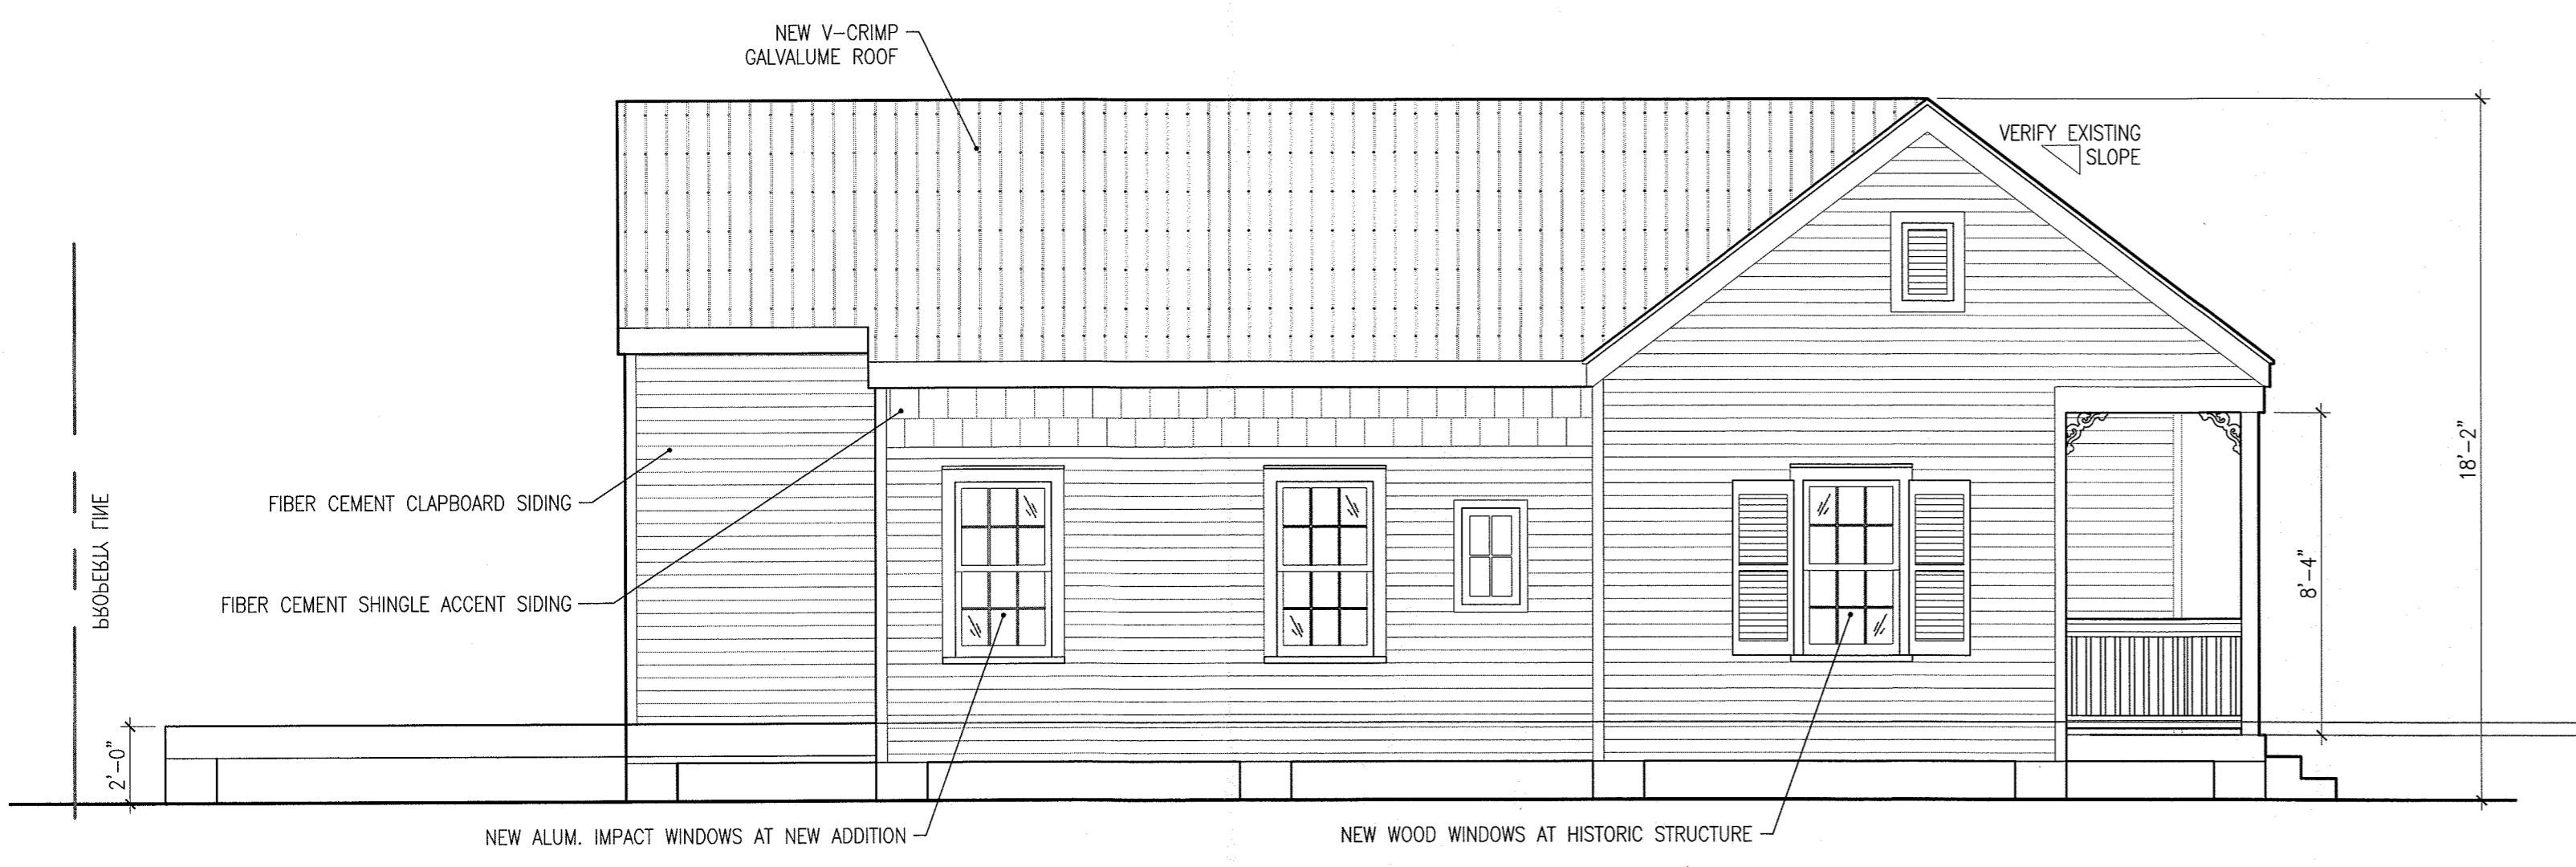 NEW V-CRIMP
GALVALUME ROOF
VERIFY EXISTING
SLOPE
18'-2"
8'-4"
FIBER CEMENT CLAPBOARD SIDING
PROPERTY LINE
FIBER CEMENT SHINGLE ACCENT SIDING
2'-0"
NEW ALUM. IMPACT WINDOWS AT NEW ADDITION
NEW WOOD WINDOWS AT HISTORIC STRUCTURE